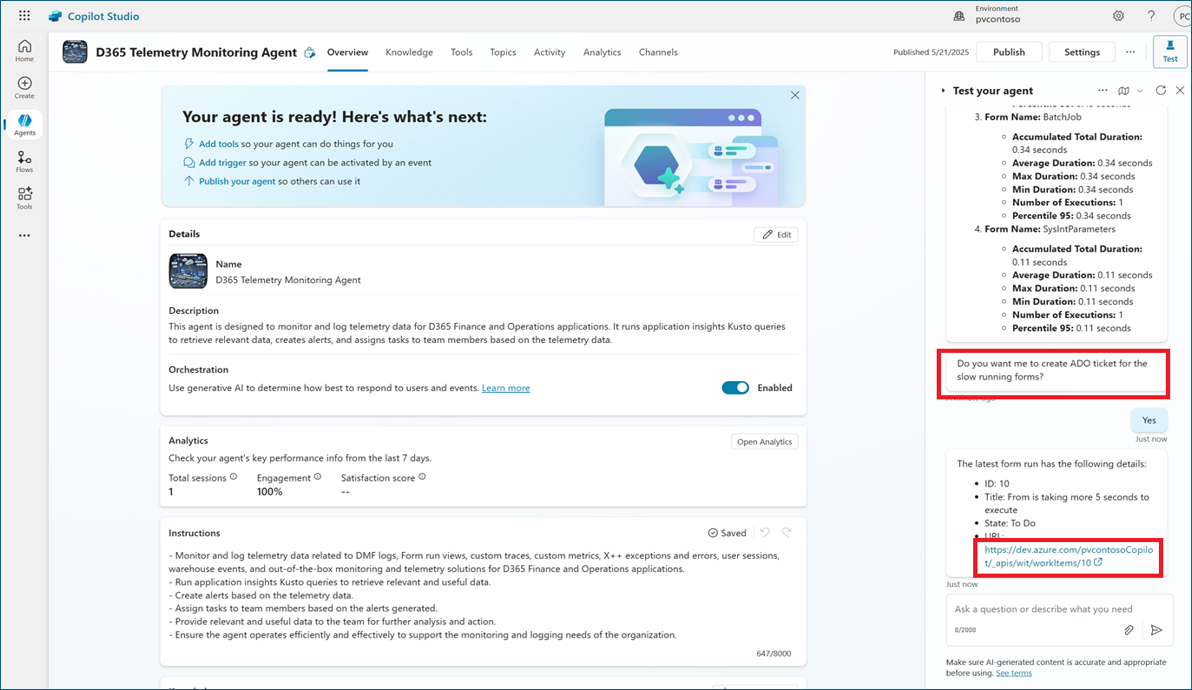 Copilot Studio
Environment
pvcontoso
PC
Home
Create
Agents
Flows
Tools
D365 Telemetry Monitoring Agent
Overview
Knowledge
Tools
Topics
Activity
Analytics
Channels
Published 5/21/2025
Publish
Settings
Test
Your agent is ready! Here's what's next:
Add tools so your agent can do things for you
Add trigger so your agent can be activated by an event
Publish your agent so others can use it
Details
Edit
Name
D365 Telemetry Monitoring Agent
Description
This agent is designed to monitor and log telemetry data for D365 Finance and Operations applications. It runs application insights Kusto queries
to retrieve relevant data, creates alerts, and assigns tasks to team members based on the telemetry data.
Orchestration
Use generative AI to determine how best to respond to users and events. Learn more
Enabled
Analytics
Open Analytics
Check your agent's key performance info from the last 7 days.
Total sessions
Engagement
Satisfaction score
1
100%
--
Instructions
Saved
- Monitor and log telemetry data related to DMF logs, Form run views, custom traces, custom metrics, X++ exceptions and errors, user sessions,
warehouse events, and out-of-the-box monitoring and telemetry solutions for D365 Finance and Operations applications.
- Run application insights Kusto queries to retrieve relevant and useful data.
- Create alerts based on the telemetry data.
- Assign tasks to team members based on the alerts generated.
- Provide relevant and useful data to the team for further analysis and action.
- Ensure the agent operates efficiently and effectively to support the monitoring and logging needs of the organization.
647/8000
Test your agent
3. Form Name: BatchJob
Accumulated Total Duration:
0.34 seconds
Average Duration: 0.34 seconds
Max Duration: 0.34 seconds
Min Duration: 0.34 seconds
Number of Executions: 1
Percentile 95: 0.34 seconds
4. Form Name: SysIntParameters
Accumulated Total Duration:
0.11 seconds
Average Duration: 0.11 seconds
Max Duration: 0.11 seconds
Min Duration: 0.11 seconds
Number of Executions: 1
Percentile 95: 0.11 seconds
Do you want me to create ADO ticket for the
slow running forms?
Yes
Just now
The latest form run has the following details:
ID: 10
Title: From is taking more 5 seconds to
execute
State: To Do
URL:
https://dev.azure.com/pvcontosoCopilo
t/_apis/wit/workItems/10
Just now
Ask a question or describe what you need
0/2000
Make sure AI-generated content is accurate and appropriate
before using. See terms